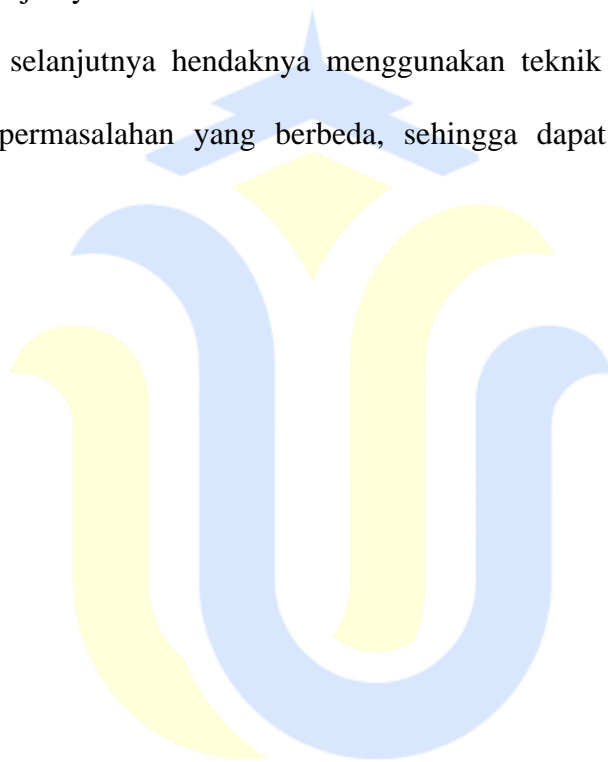 selanjutnya hendaknya menggunakan teknik
permasalahan yang berbeda, sehingga dapat